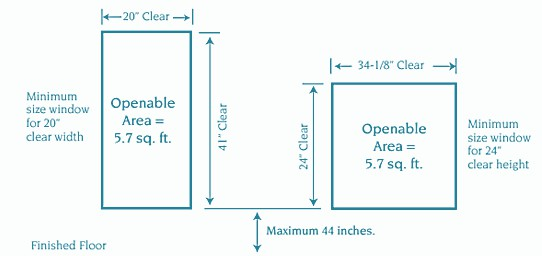 20" Clear
34-1/8" Clear
Minimum
size window
for 20"
clear width
Openable
Area =
5.7 sq. ft.
41" Clear
24" Clear
Openable
Area =
5.7 sq. ft.
Minimum
size window
for 24"
clear height
Maximum 44 inches.
Finished Floor